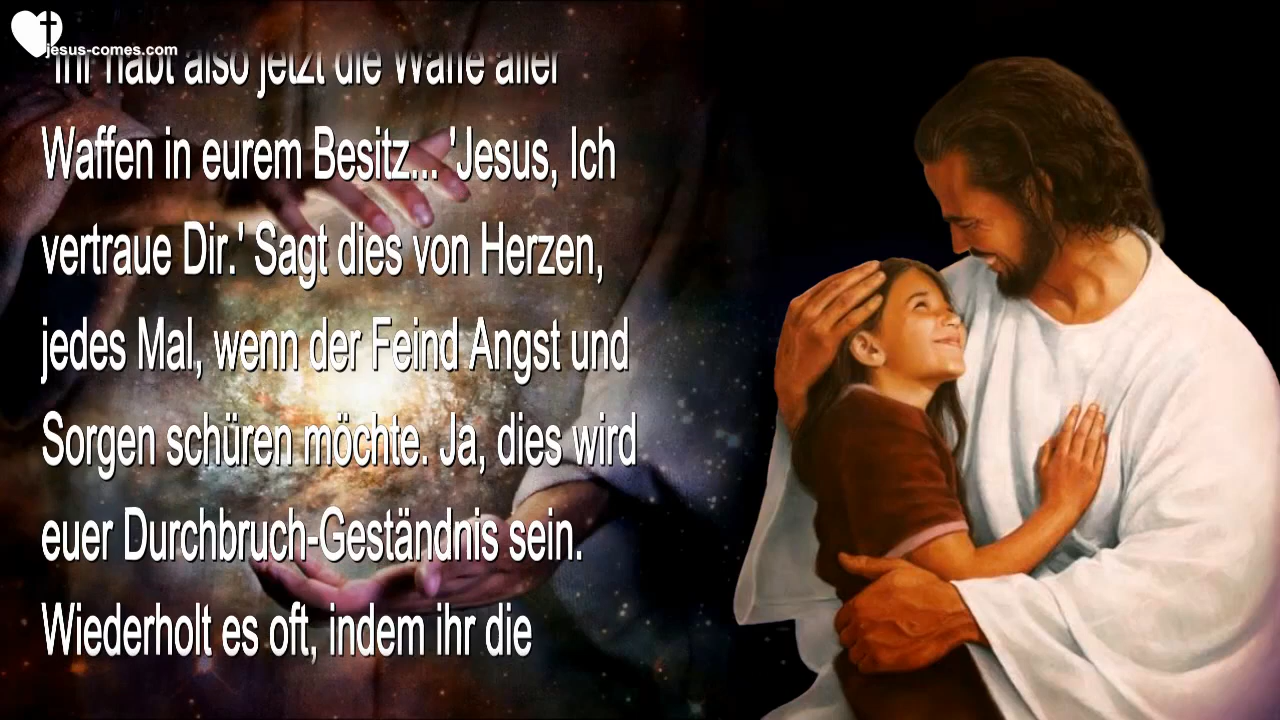 jesus-comes.com
Ihr habt also jetzt die Waffe aller
Waffen in eurem Besitz... 'Jesus, Ich
vertraue Dir.' Sagt dies von Herzen,
jedes Mal, wenn der Feind Angst und
Sorgen schüren möchte. Ja, dies wird
euer Durchbruch-Geständnis sein.
Wiederholt es oft, indem ihr die